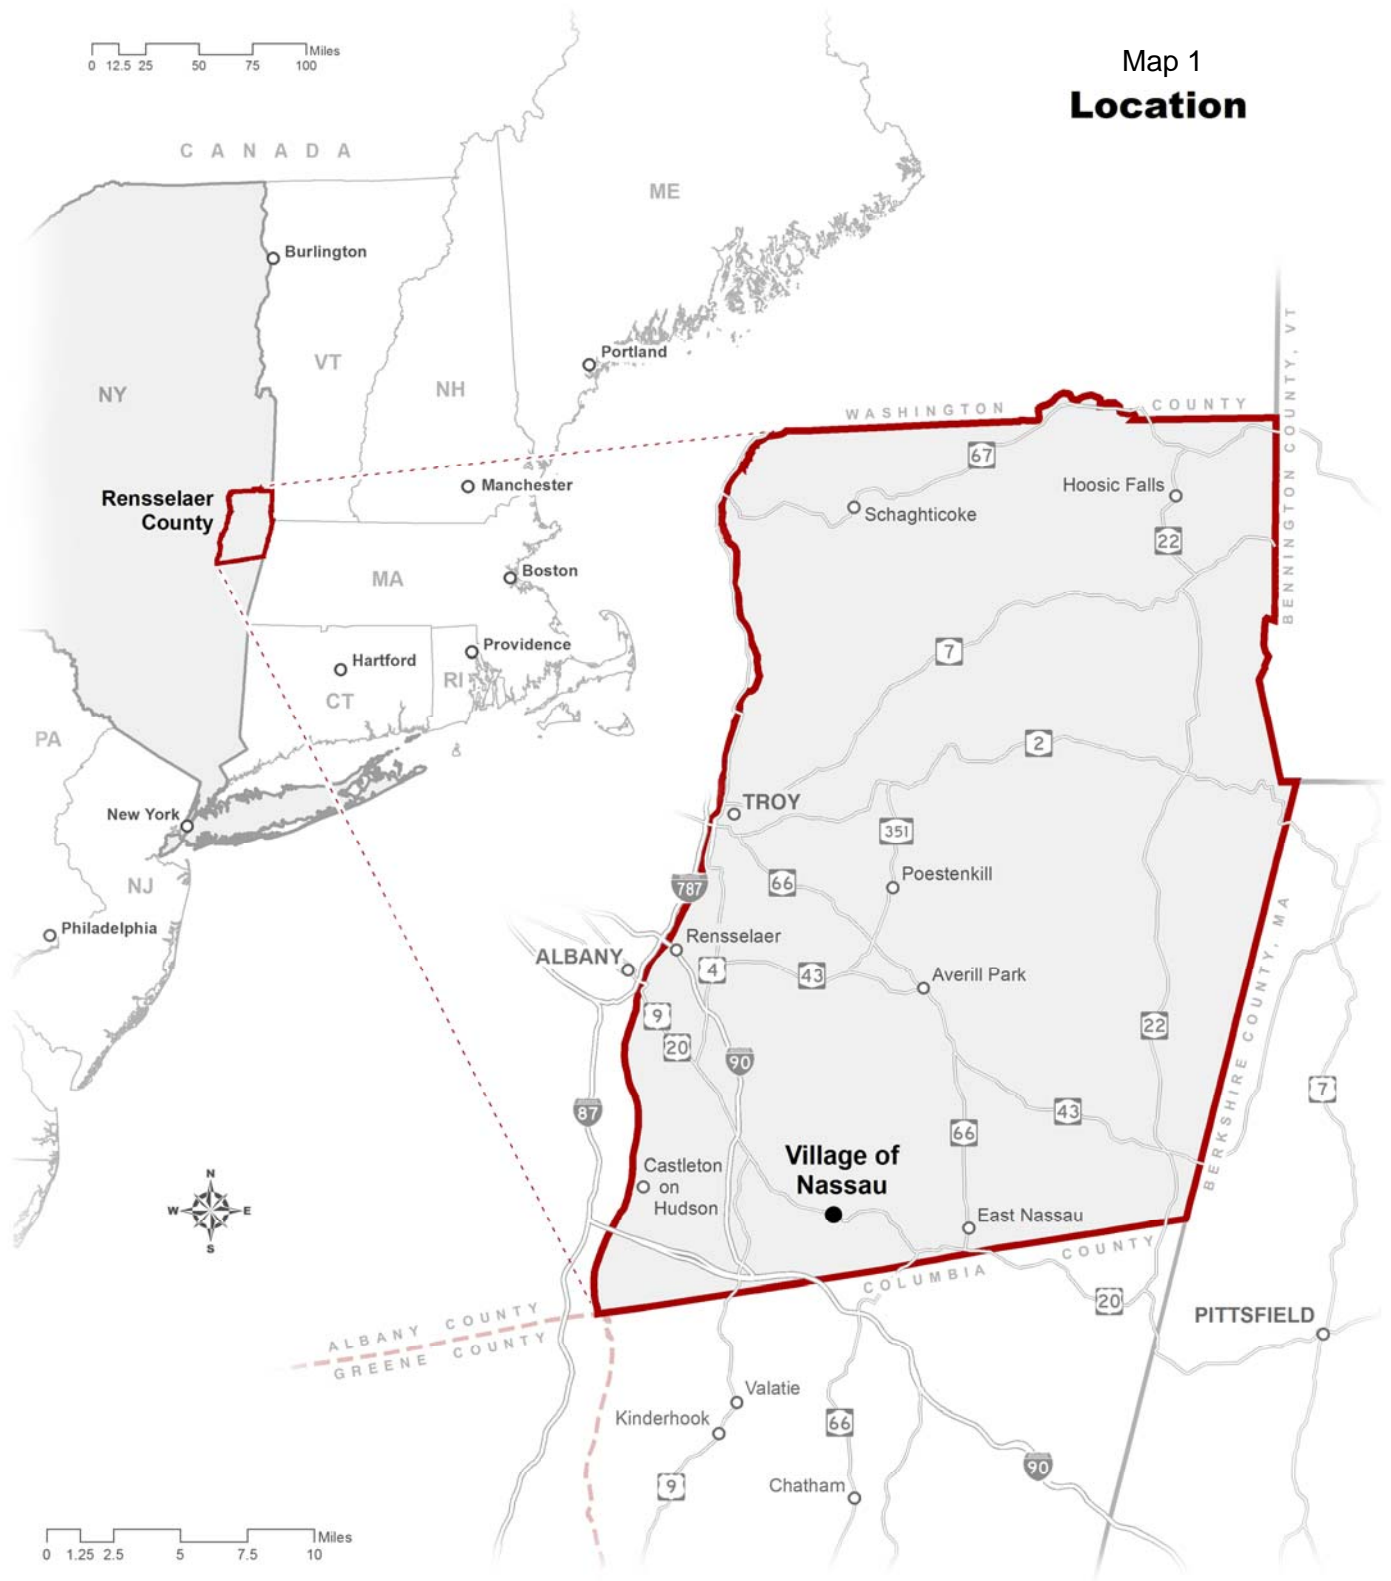 Map 1
Location
Miles
0 12.5 25 50 75 100
CANADA
ME
Burlington
VT
NY
NH
Portland
WASHINGTON COUNTY
BENNINGTON COUNTY, VT
67
Hoosic Falls
Schaghticoke
22
Manchester
Rensselaer
County
MA
Boston
Providence
Hartford
RI
CT
7
PA
2
New York
TROY
351
NJ
66
Poestenkill
787
Philadelphia
Rensselaer
ALBANY
4
43
Averill Park
BERKSHIRE COUNTY, MA
9
20
90
22
7
87
43
66
Village of
Nassau
Castleton
on
Hudson
N
W E
S
East Nassau
COLUMBIA COUNTY
20
ALBANY COUNTY
GREENE COUNTY
PITTSFIELD
Valatie
Kinderhook
66
90
9
Chatham
Miles
0 1.25 2.5 5 7.5 10